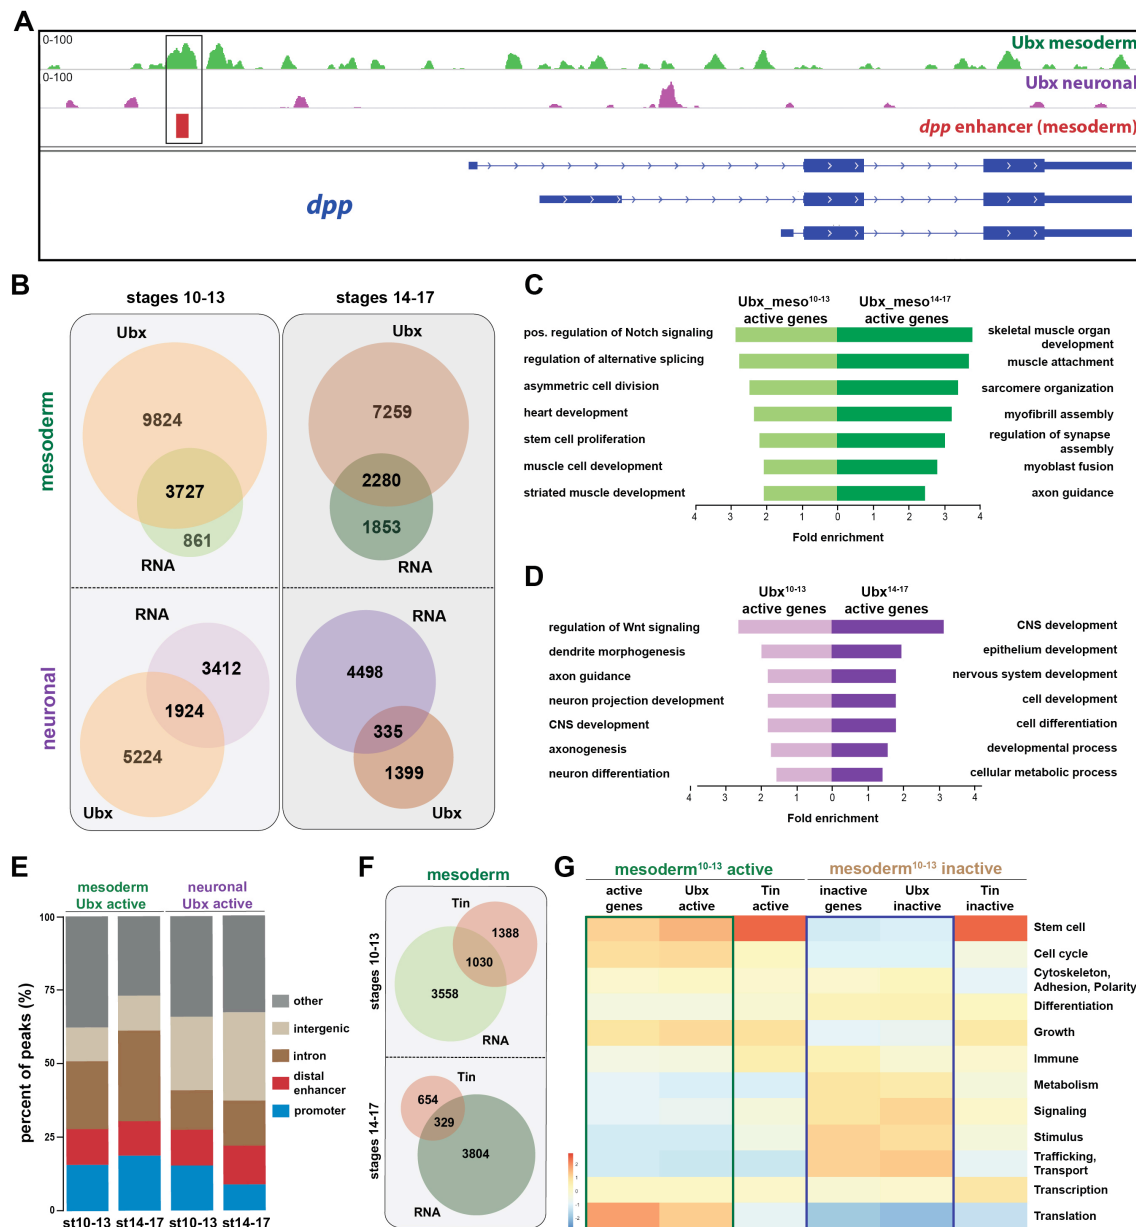 A
0-100
Ubx mesoderm
0-100
Ubx neuronal
dpp enhancer (mesoderm)
dpp
B
stages 10-13
stages 14-17
mesoderm
Ubx
9824
3727
861
RNA
Ubx
7259
2280
1853
RNA
neuronal
RNA
3412
1924
5224
Ubx
RNA
4498
335
1399
Ubx
C
Ubx_meso10-13
active genes
Ubx_meso14-17
active genes
pos. regulation of Notch signaling
regulation of alternative splicing
asymmetric cell division
heart development
stem cell proliferation
muscle cell development
striated muscle development
skeletal muscle organ
development
muscle attachment
sarcomere organization
myofibrill assembly
regulation of synapse
assembly
myoblast fusion
axon guidance
4 3 2 1 0 1 2 3 4
Fold enrichment
D
Ubx10-13
active genes
Ubx14-17
active genes
regulation of Wnt signaling
dendrite morphogenesis
axon guidance
neuron projection development
CNS development
axonogenesis
neuron differentiation
CNS development
epithelium development
nervous system development
cell development
cell differentiation
developmental process
cellular metabolic process
4 3 2 1 0 1 2 3 4
Fold enrichment
E
mesoderm
Ubx active
neuronal
Ubx active
percent of peaks (%)
100
75
50
25
0
st10-13 st14-17 st10-13 st14-17
other
intergenic
intron
distal
enhancer
promoter
F
mesoderm
stages 10-13
Tin
1388
1030
3558
RNA
stages 14-17
Tin
654
329
3804
RNA
G
mesoderm10-13 active
mesoderm10-13 inactive
active
genes
Ubx
active
Tin
active
inactive
genes
Ubx
inactive
Tin
inactive
Stem cell
Cell cycle
Cytoskeleton,
Adhesion, Polarity
Differentiation
Growth
Immune
Metabolism
Signaling
Stimulus
Trafficking,
Transport
Transcription
Translation
2
1
0
-1
-2